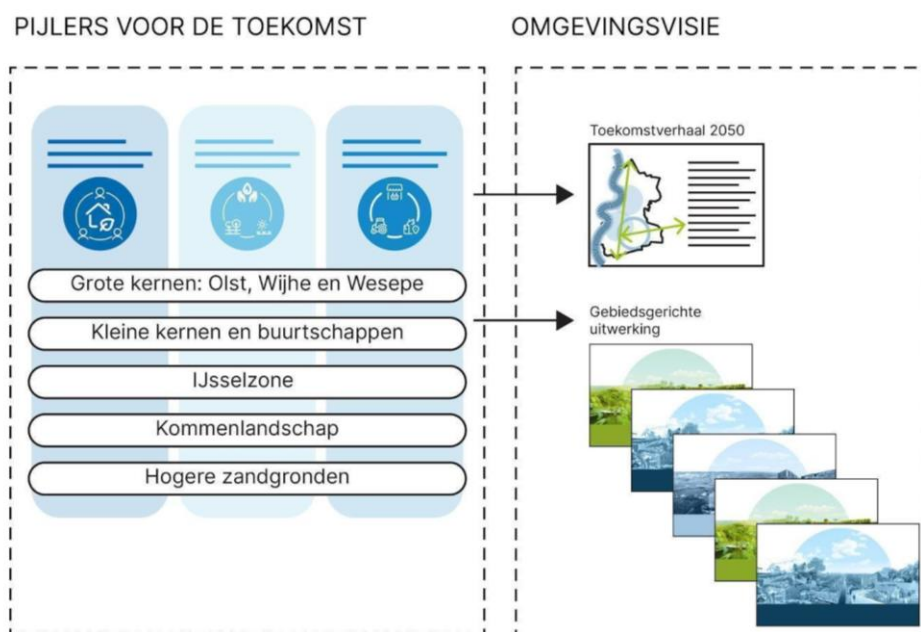 PIJLERS VOOR DE TOEKOMST
OMGEVINGSVISIE
Grote kernen: Olst, Wijhe en Wesepe
Kleine kernen en buurtschappen
IJsselzone
Kommenlandschap
Hogere zandgronden
Toekomstverhaal 2050
Gebiedsgerichte
uitwerking